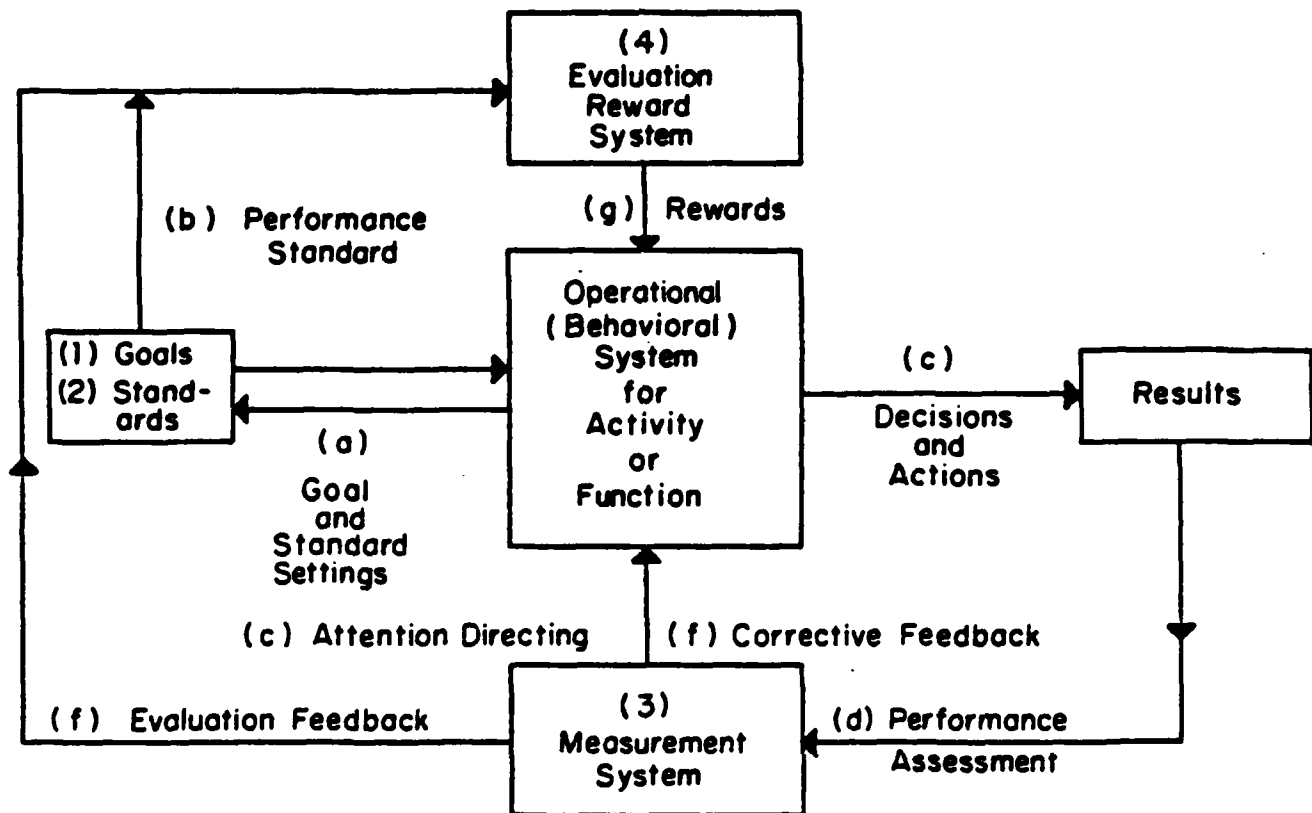 (4)
Evaluation
Reward
System
(b) Performance
Standard
(g) Rewards
(1) Goals
(2) Stand-
ards
Operational
(Behavioral)
System
for
Activity
or
Function
(c)
Decisions
and
Actions
Results
(a)
Goal
and
Standard
Settings
(c) Attention Directing
(f) Corrective Feedback
(f) Evaluation Feedback
(3)
Measurement
System
(d) Performance
Assessment